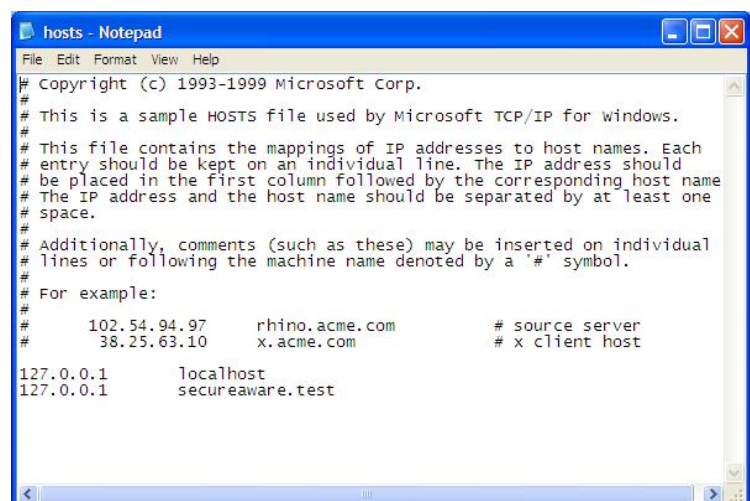 hosts - Notepad
File Edit Format View Help
# Copyright (c) 1993-1999 Microsoft Corp.
#
# This is a sample HOSTS file used by Microsoft TCP/IP for Windows.
#
# This file contains the mappings of IP addresses to host names. Each
# entry should be kept on an individual line. The IP address should
# be placed in the first column followed by the corresponding host name
# The IP address and the host name should be separated by at least one
# space.
#
# Additionally, comments (such as these) may be inserted on individual
# lines or following the machine name denoted by a '#' symbol.
#
# For example:
#
# 102.54.94.97 rhino.acme.com # source server
# 38.25.63.10 x.acme.com # x client host
127.0.0.1 localhost
127.0.0.1 secureaware.test